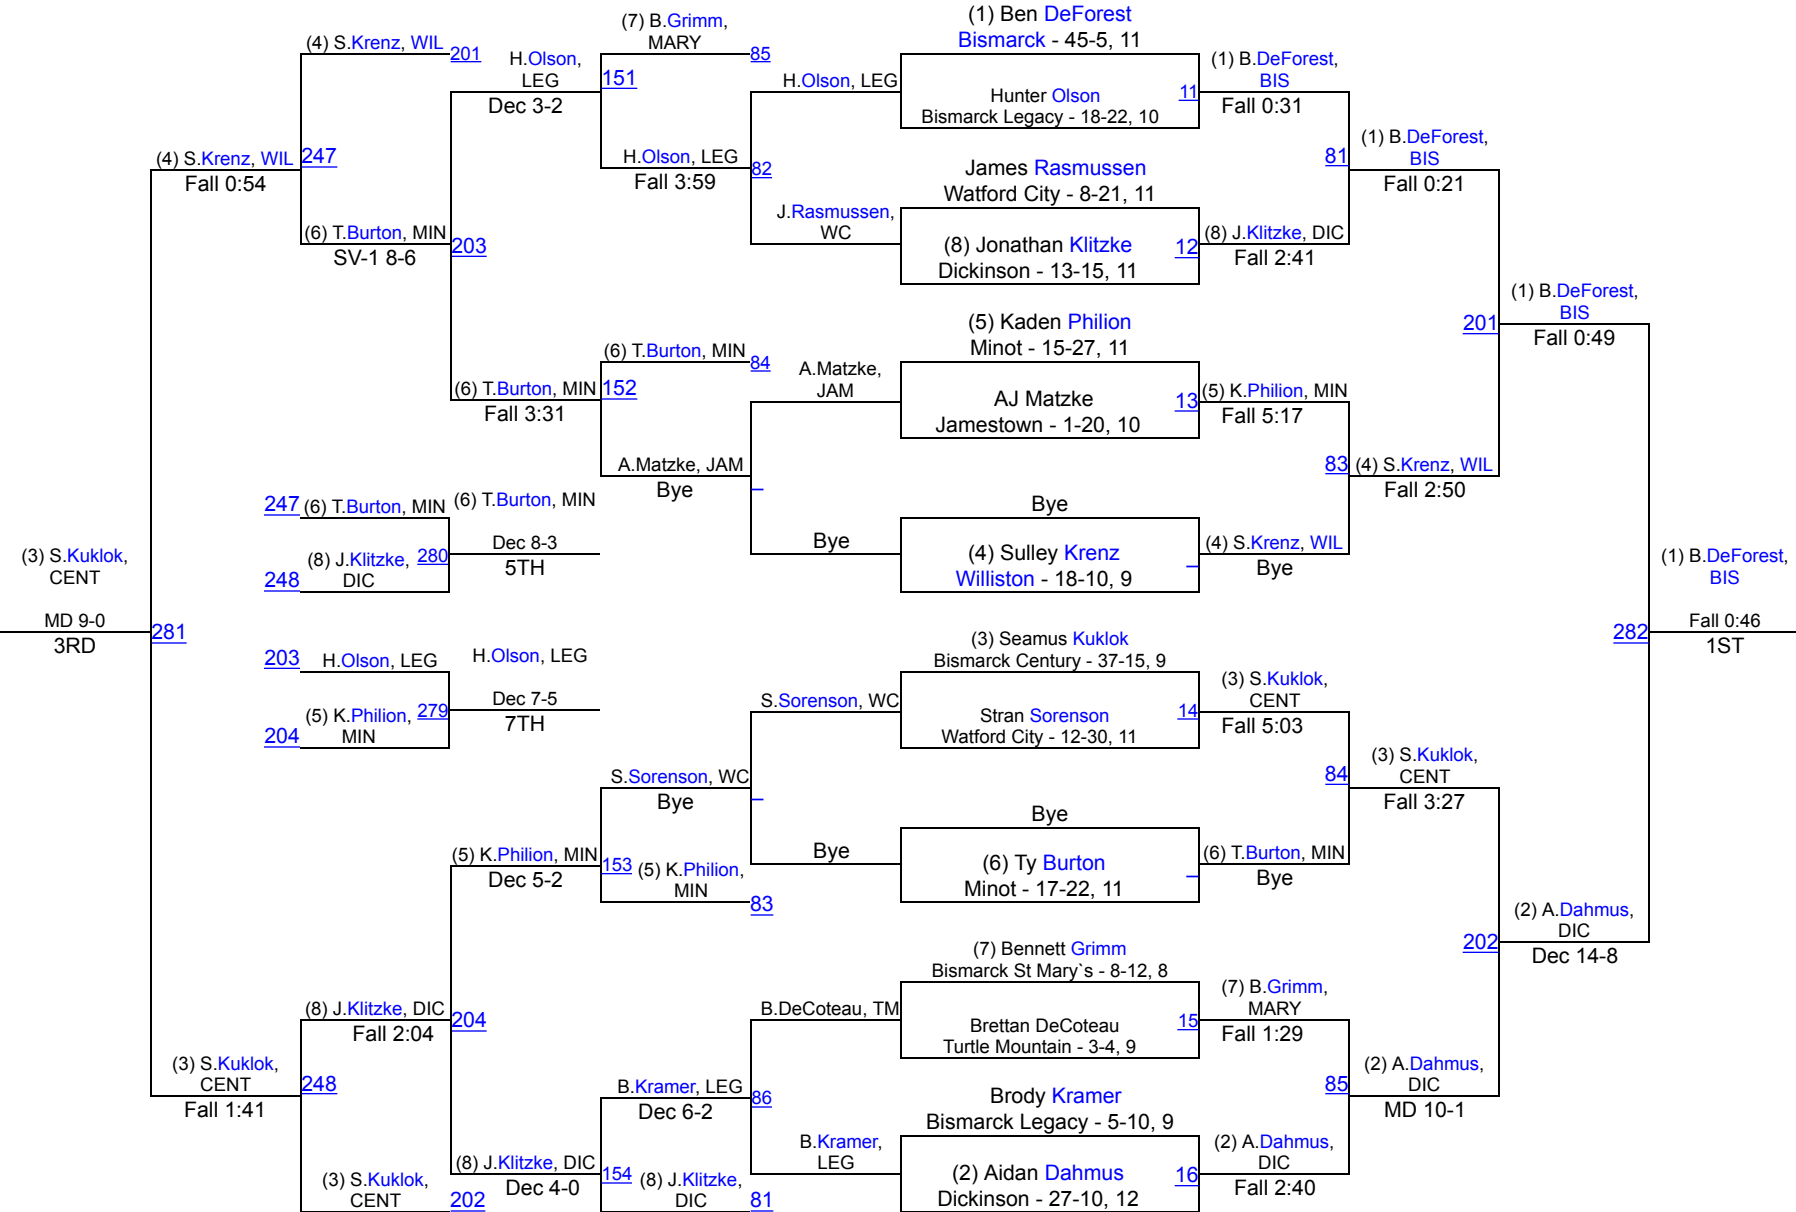 (3) S.Kuklok,
CENT
MD 9-0
3RD
281
(4) S.Krenz, WIL
Fall 0:54
(3) S.Kuklok,
CENT
Fall 1:41
(4) S.Krenz, WIL
201
247
(6) T.Burton, MIN
SV-1 8-6
203
247
(6) T.Burton, MIN
(8) J.Klitzke,
DIC
248
280
(6) T.Burton, MIN
Dec 8-3
5TH
203
H.Olson, LEG
(5) K.Philion,
MIN
204
279
H.Olson, LEG
Dec 7-5
7TH
(8) J.Klitzke, DIC
Fall 2:04
204
248
(3) S.Kuklok,
CENT
202
H.Olson,
LEG
Dec 3-2
151
(6) T.Burton, MIN
Fall 3:31
152
(5) K.Philion, MIN
Dec 5-2
153
(8) J.Klitzke, DIC
Dec 4-0
154
(7) B.Grimm,
MARY
85
H.Olson, LEG
Fall 3:59
82
(6) T.Burton, MIN
84
A.Matzke, JAM
Bye
S.Sorenson, WC
Bye
(5) K.Philion,
MIN
83
B.Kramer, LEG
Dec 6-2
86
(8) J.Klitzke,
DIC
81
H.Olson, LEG
J.Rasmussen,
WC
A.Matzke,
JAM
Bye
S.Sorenson, WC
Bye
B.DeCoteau, TM
B.Kramer,
LEG
(1) Ben DeForest
Bismarck - 45-5, 11
Hunter Olson
Bismarck Legacy - 18-22, 10
11
James Rasmussen
Watford City - 8-21, 11
(8) Jonathan Klitzke
Dickinson - 13-15, 11
12
(5) Kaden Philion
Minot - 15-27, 11
AJ Matzke
Jamestown - 1-20, 10
13
Bye
(4) Sulley Krenz
Williston - 18-10, 9
(3) Seamus Kuklok
Bismarck Century - 37-15, 9
Stran Sorenson
Watford City - 12-30, 11
14
Bye
(6) Ty Burton
Minot - 17-22, 11
(7) Bennett Grimm
Bismarck St Mary`s - 8-12, 8
Brettan DeCoteau
Turtle Mountain - 3-4, 9
15
Brody Kramer
Bismarck Legacy - 5-10, 9
(2) Aidan Dahmus
Dickinson - 27-10, 12
16
(1) B.DeForest,
BIS
Fall 0:31
81
(8) J.Klitzke, DIC
Fall 2:41
(5) K.Philion, MIN
Fall 5:17
83
(4) S.Krenz, WIL
Bye
(3) S.Kuklok,
CENT
Fall 5:03
84
(6) T.Burton, MIN
Bye
(7) B.Grimm,
MARY
Fall 1:29
85
(2) A.Dahmus,
DIC
Fall 2:40
(1) B.DeForest,
BIS
Fall 0:21
201
(4) S.Krenz, WIL
Fall 2:50
(3) S.Kuklok,
CENT
Fall 3:27
202
(2) A.Dahmus,
DIC
MD 10-1
(1) B.DeForest,
BIS
Fall 0:49
282
(2) A.Dahmus,
DIC
Dec 14-8
(1) B.DeForest,
BIS
Fall 0:46
1ST